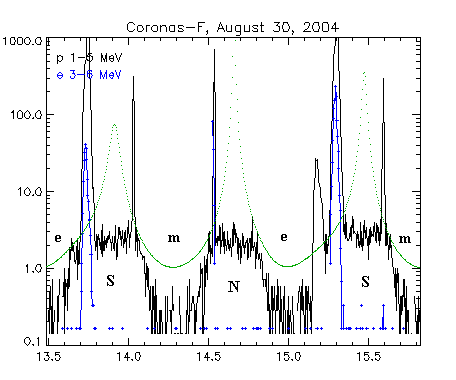 Coronas-F, August 30, 2004
1000.0
p 1-5 MeV
e 3-6 MeV
100.0
10.0
e m e m
1.0
S N S
0.1
13.5 14.0 14.5 15.0 15.5